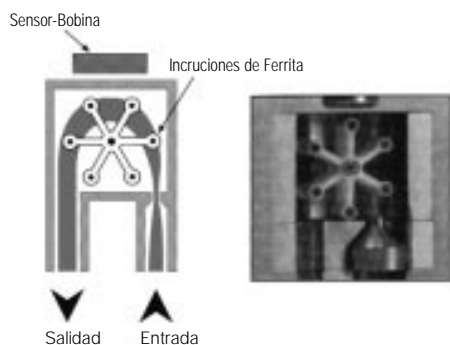 Sensor-Bobina
Incruciones de Ferrita
Salidad
Entrada